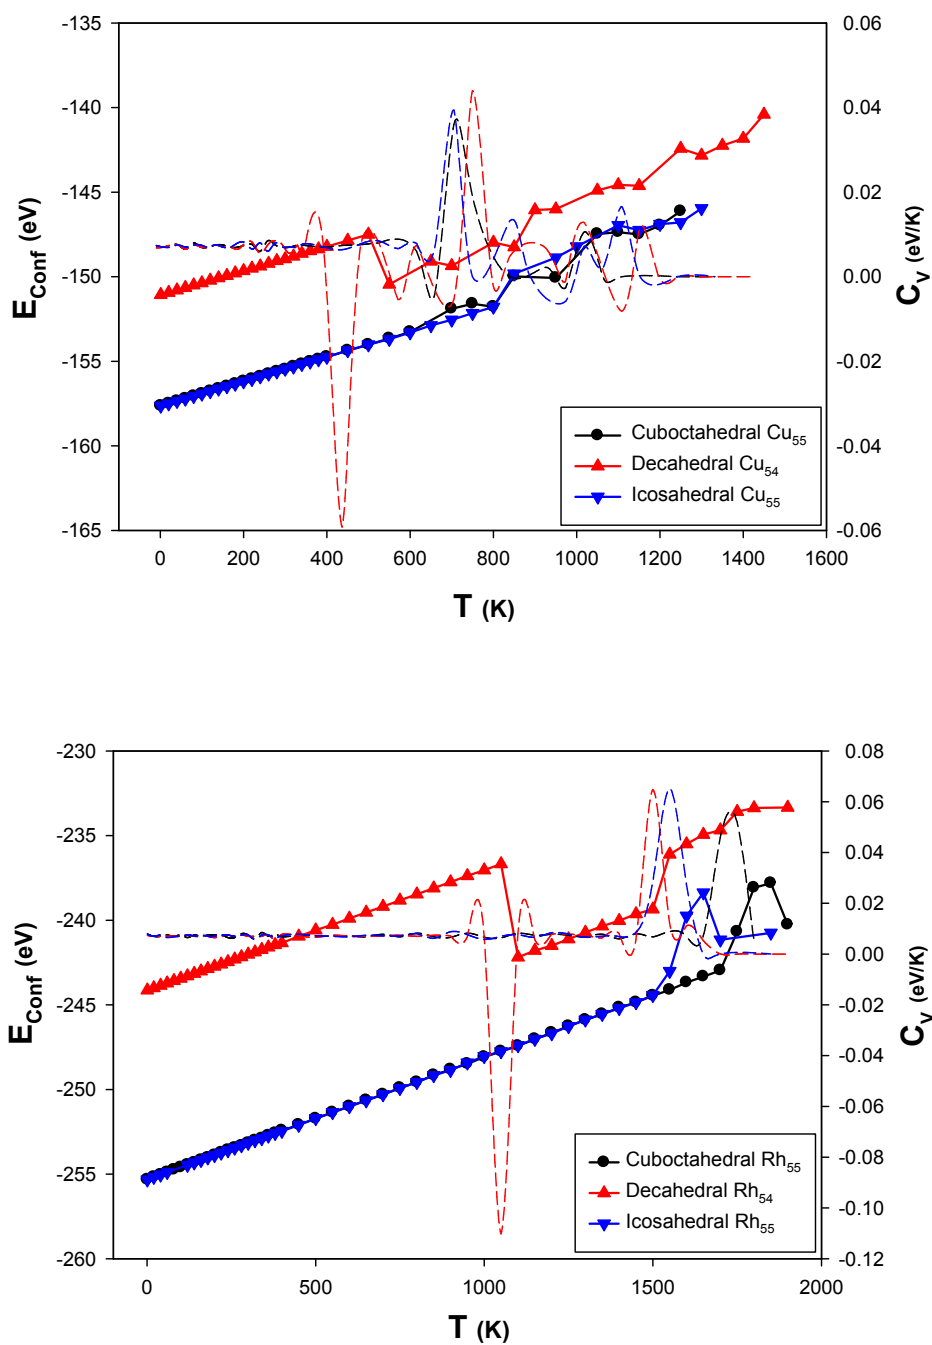 -135
-140
-145
-150
-155
-160
-165
E_Conf (eV)
0.06
0.04
0.02
0.00
-0.02
-0.04
-0.06
C_V (eV/K)
Cuboctahedral Cu55
Decahedral Cu54
Icosahedral Cu55
0 200 400 600 800 1000 1200 1400 1600
T (K)
-230
-235
-240
-245
-250
-255
-260
E_Conf (eV)
0.08
0.06
0.04
0.02
0.00
-0.02
-0.04
-0.06
-0.08
-0.10
-0.12
C_V (eV/K)
Cuboctahedral Rh55
Decahedral Rh54
Icosahedral Rh55
0 500 1000 1500 2000
T (K)